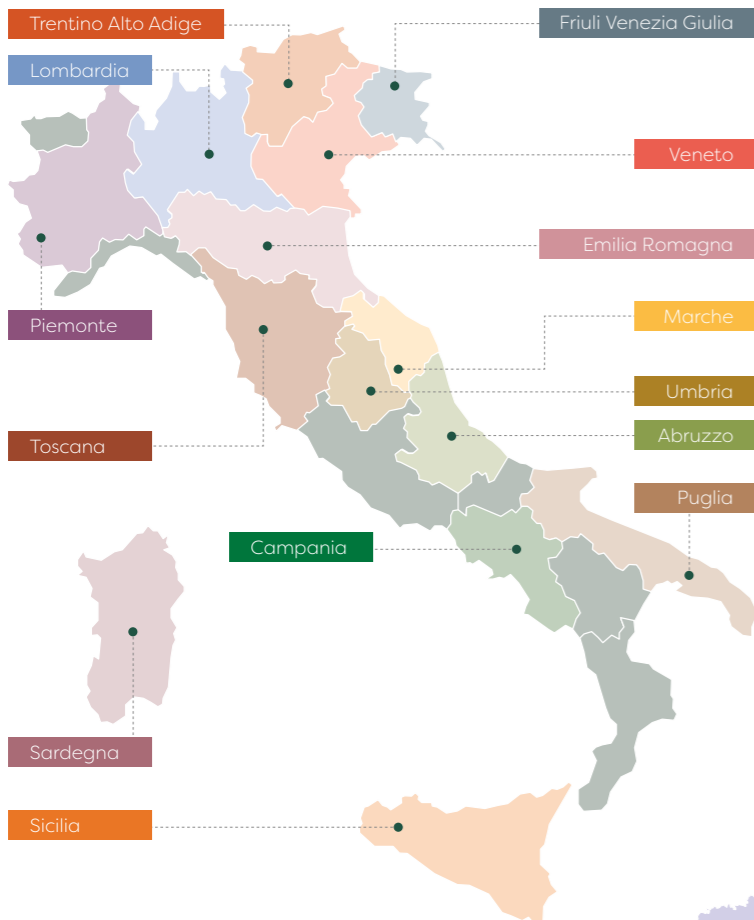 Trentino Alto Adige
Friuli Venezia Giulia
Lombardia
Veneto
Emilia Romagna
Piemonte
Marche
Umbria
Toscana
Abruzzo
Puglia
Campania
Sardegna
Sicilia